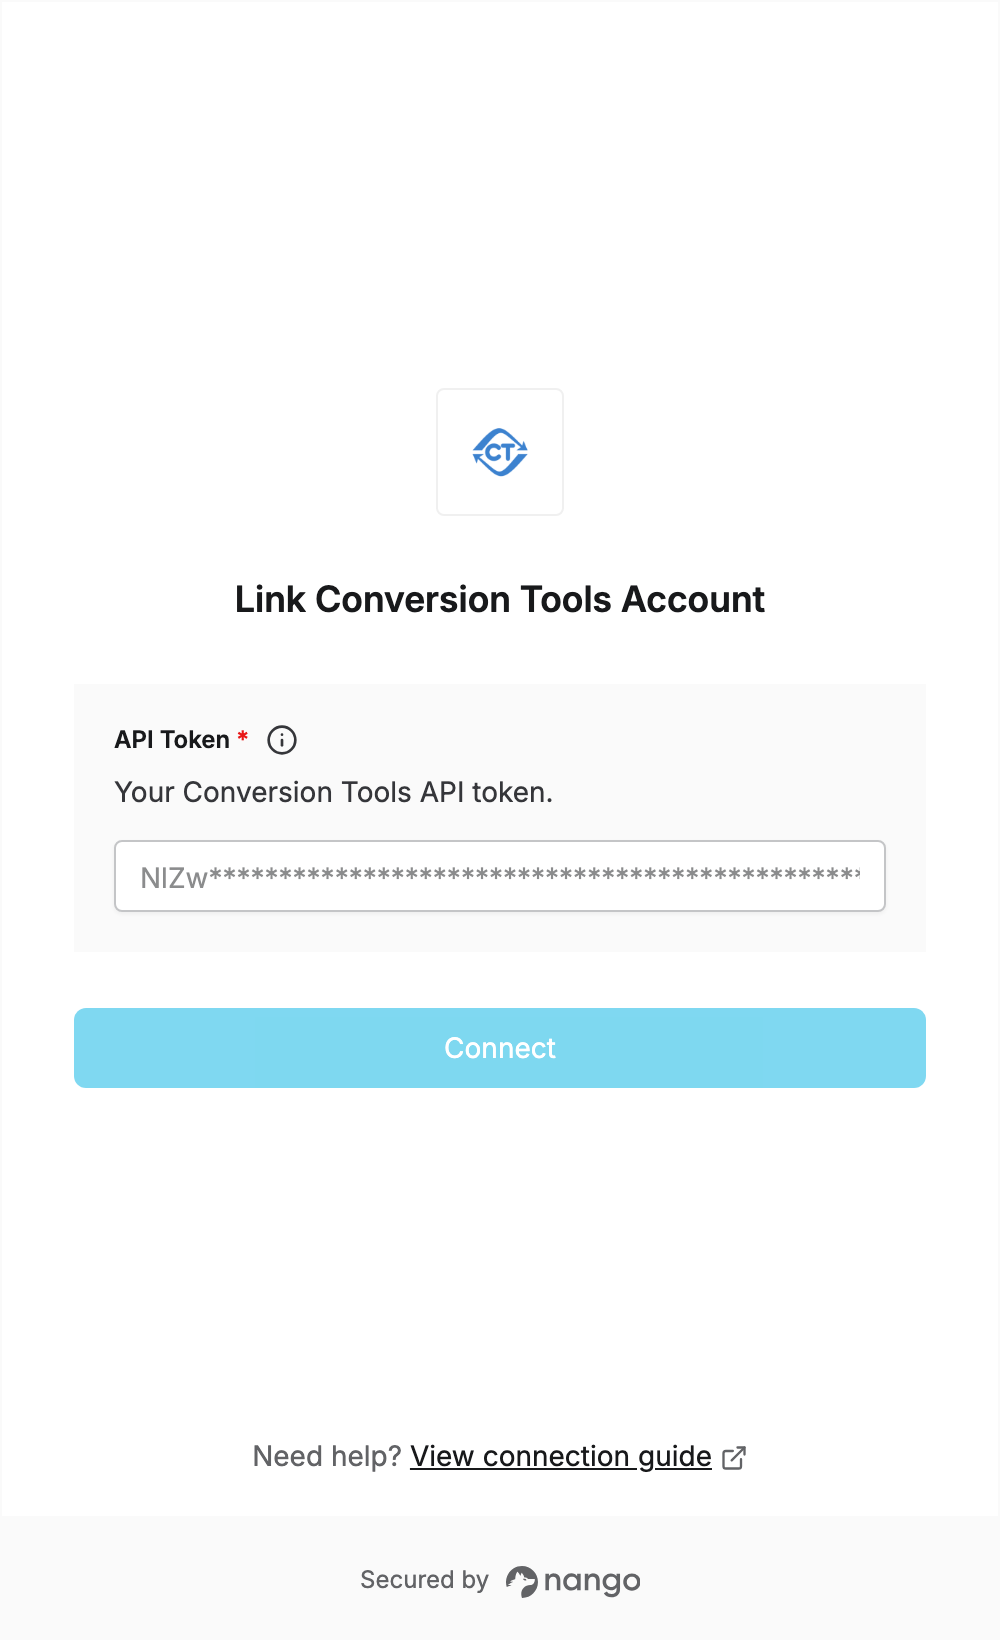 CT
Link Conversion Tools Account
API Token *
Your Conversion Tools API token.
NIZw***********************************************
Connect
Need help? View connection guide
Secured by nango